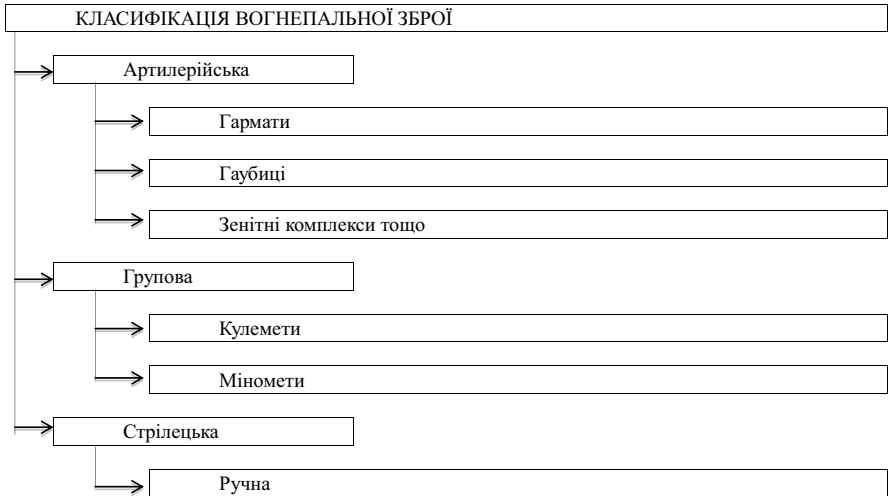 КЛАСИФІКАЦІЯ ВОГНЕПАЛЬНОЇ ЗБРОЇ
Артилерійська
Гармати
Гаубиці
Зенітні комплекси тощо
Групова
Кулемети
Міномети
Стрілецька
Ручна